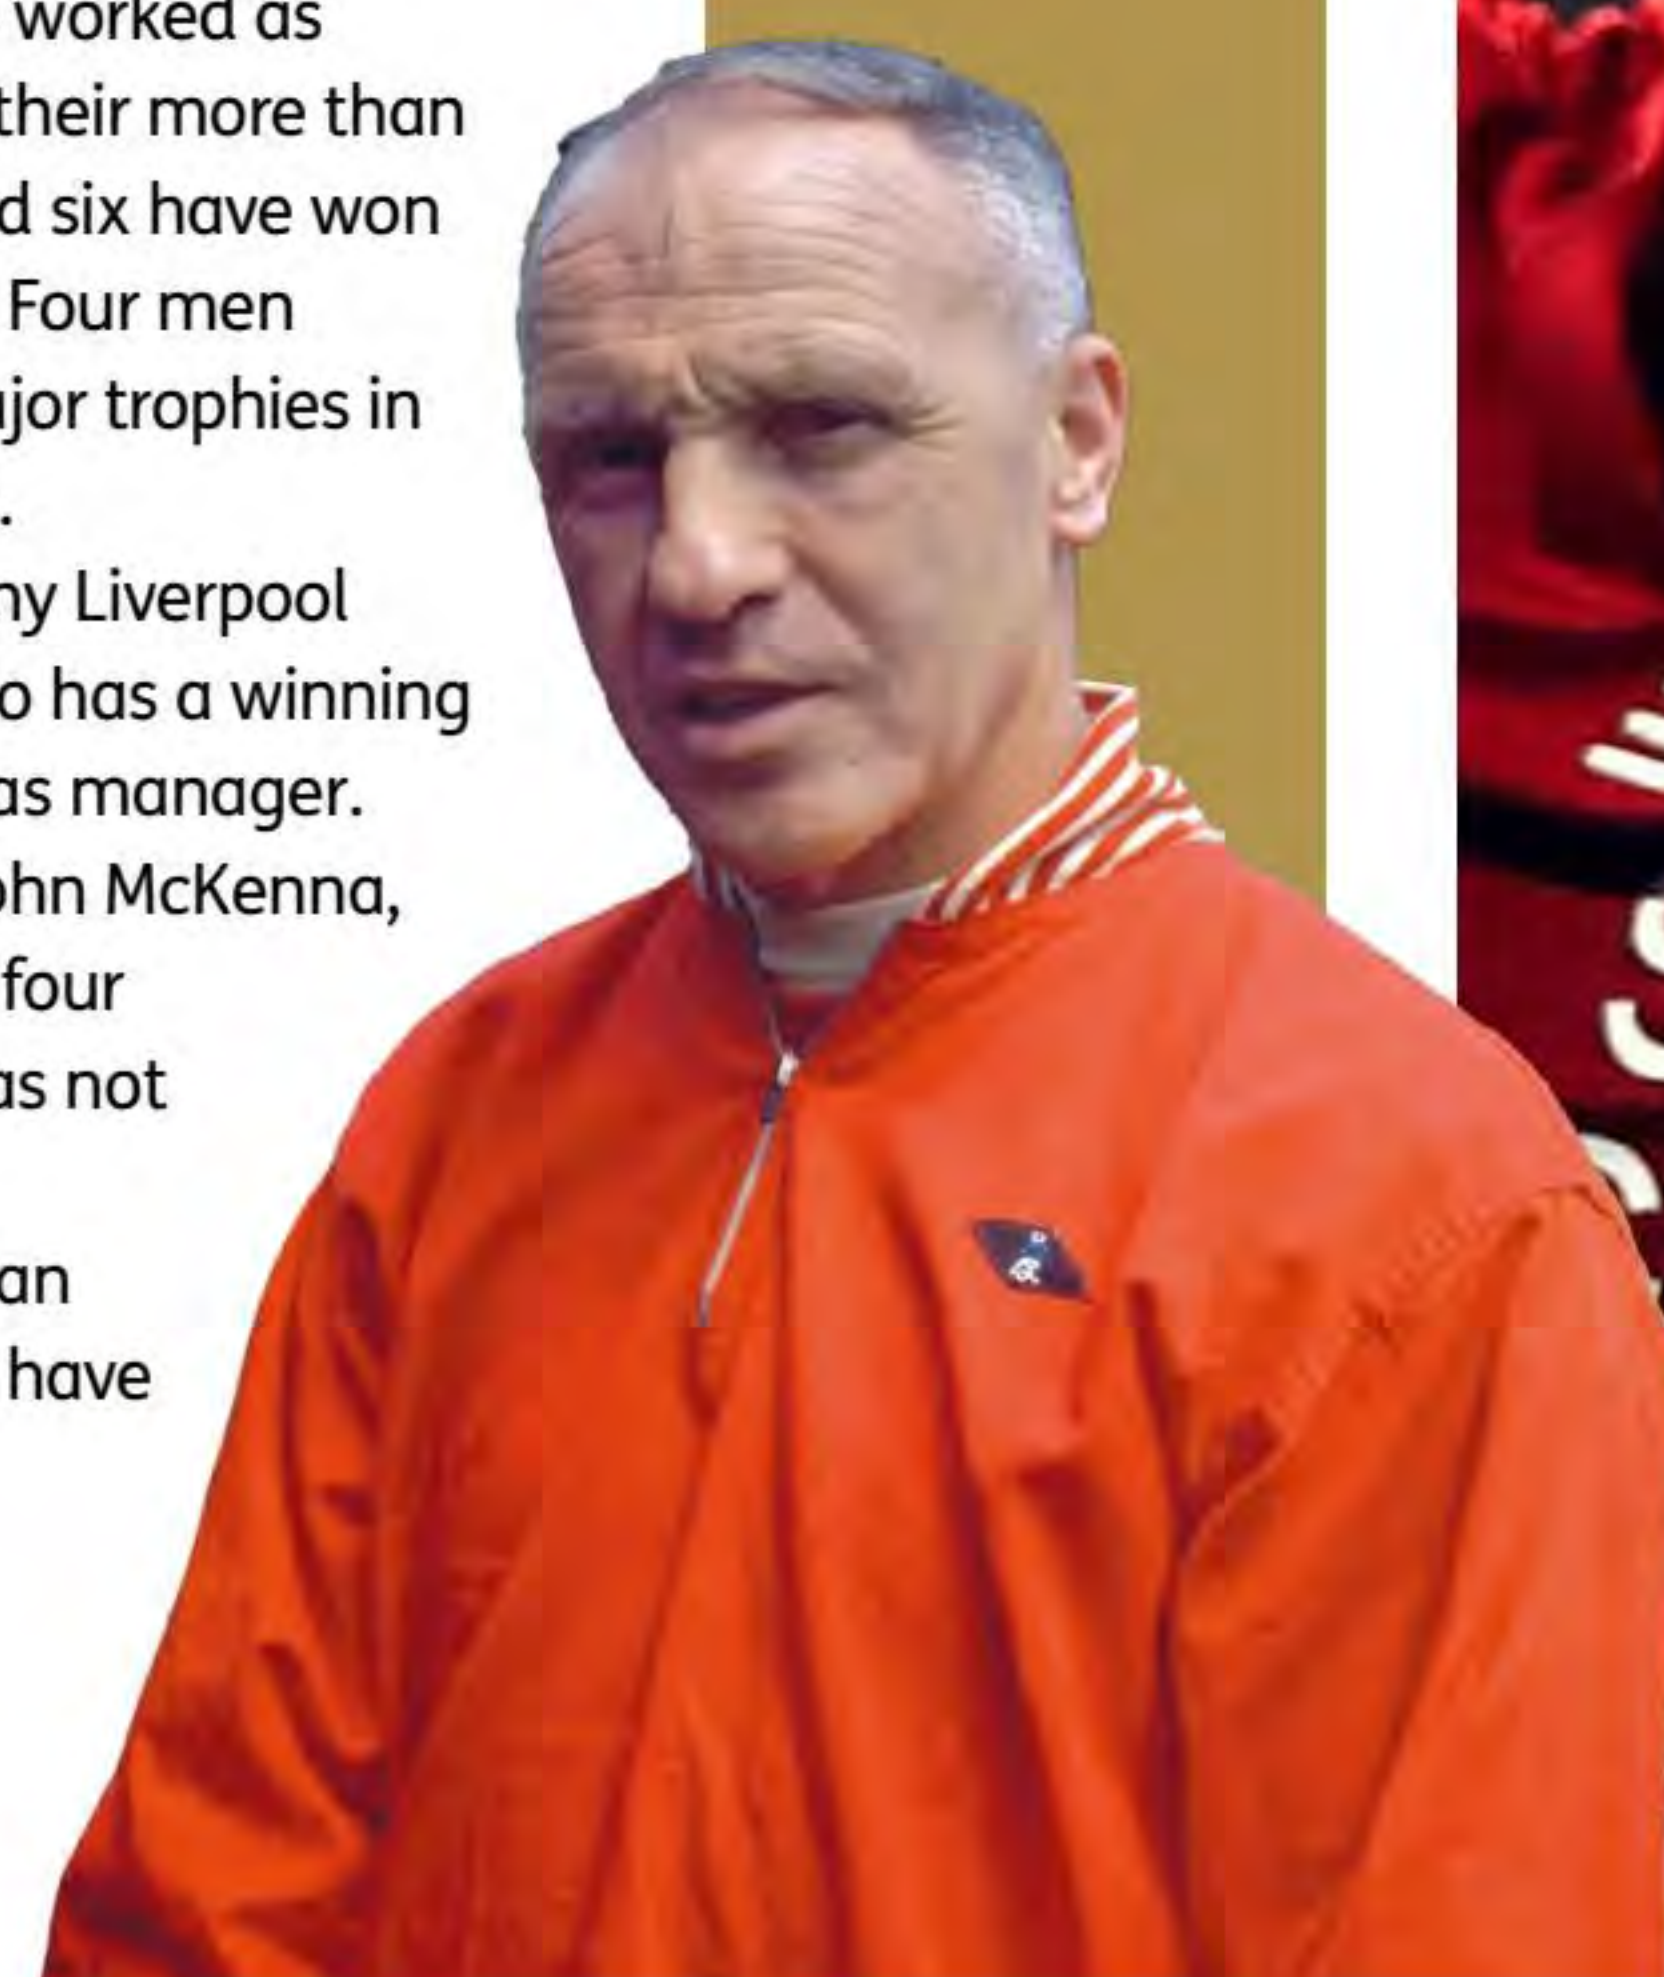 worked as
their more than
d six have won
Four men
jor trophies in
.
ny Liverpool
o has a winning
as manager.
ohn McKenna,
four
as not
an
have